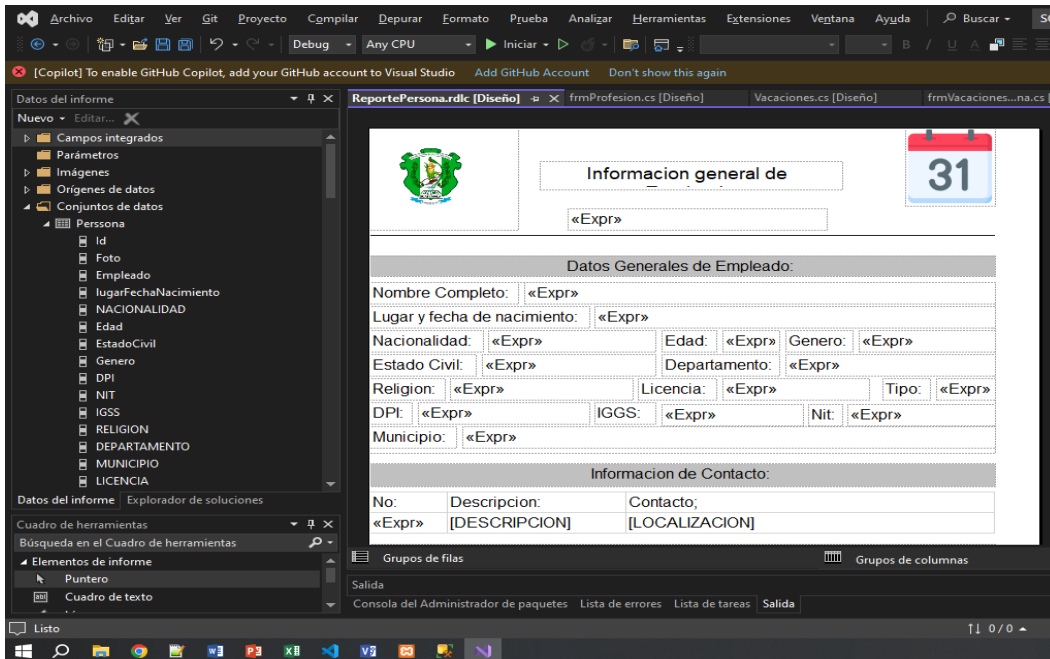 Archivo Editar Ver Git Proyecto Compilar Depurar Formato Prueba Analizar Herramientas Extensiones Ventana Ayuda Buscar
Debug Any CPU Iniciar
[Copilot] To enable GitHub Copilot, add your GitHub account to Visual Studio Add GitHub Account Don't show this again
Datos del informe
Nuevo Editar...
Campos integrados
Parámetros
Imágenes
Orígenes de datos
Conjuntos de datos
Perssona
Id
Foto
Empleado
lugarFechaNacimiento
NACIONALIDAD
Edad
EstadoCivil
Genero
DPI
NIT
IGSS
RELIGION
DEPARTAMENTO
MUNICIPIO
LICENCIA
Datos del informe Explorador de soluciones
Cuadro de herramientas
Búsqueda en el Cuadro de herramientas
Elementos de informe
Puntero
Cuadro de texto
ReportePersona.rdlc [Diseño] frmProfesion.cs [Diseño] Vacaciones.cs [Diseño] frmVacaciones...na.cs [
Informacion general de
31
«Expr»
Datos Generales de Empleado:
Nombre Completo: «Expr»
Lugar y fecha de nacimiento: «Expr»
Nacionalidad: «Expr» Edad: «Expr» Genero: «Expr»
Estado Civil: «Expr» Departamento: «Expr»
Religion: «Expr» Licencia: «Expr» Tipo: «Expr»
DPI: «Expr» IGGS: «Expr» Nit: «Expr»
Municipio: «Expr»
Informacion de Contacto:
No: Descripcion: Contacto;
«Expr» [DESCRIPCION] [LOCALIZACION]
Grupos de filas Grupos de columnas
Salida
Consola del Administrador de paquetes Lista de errores Lista de tareas Salida
Listo 0/0